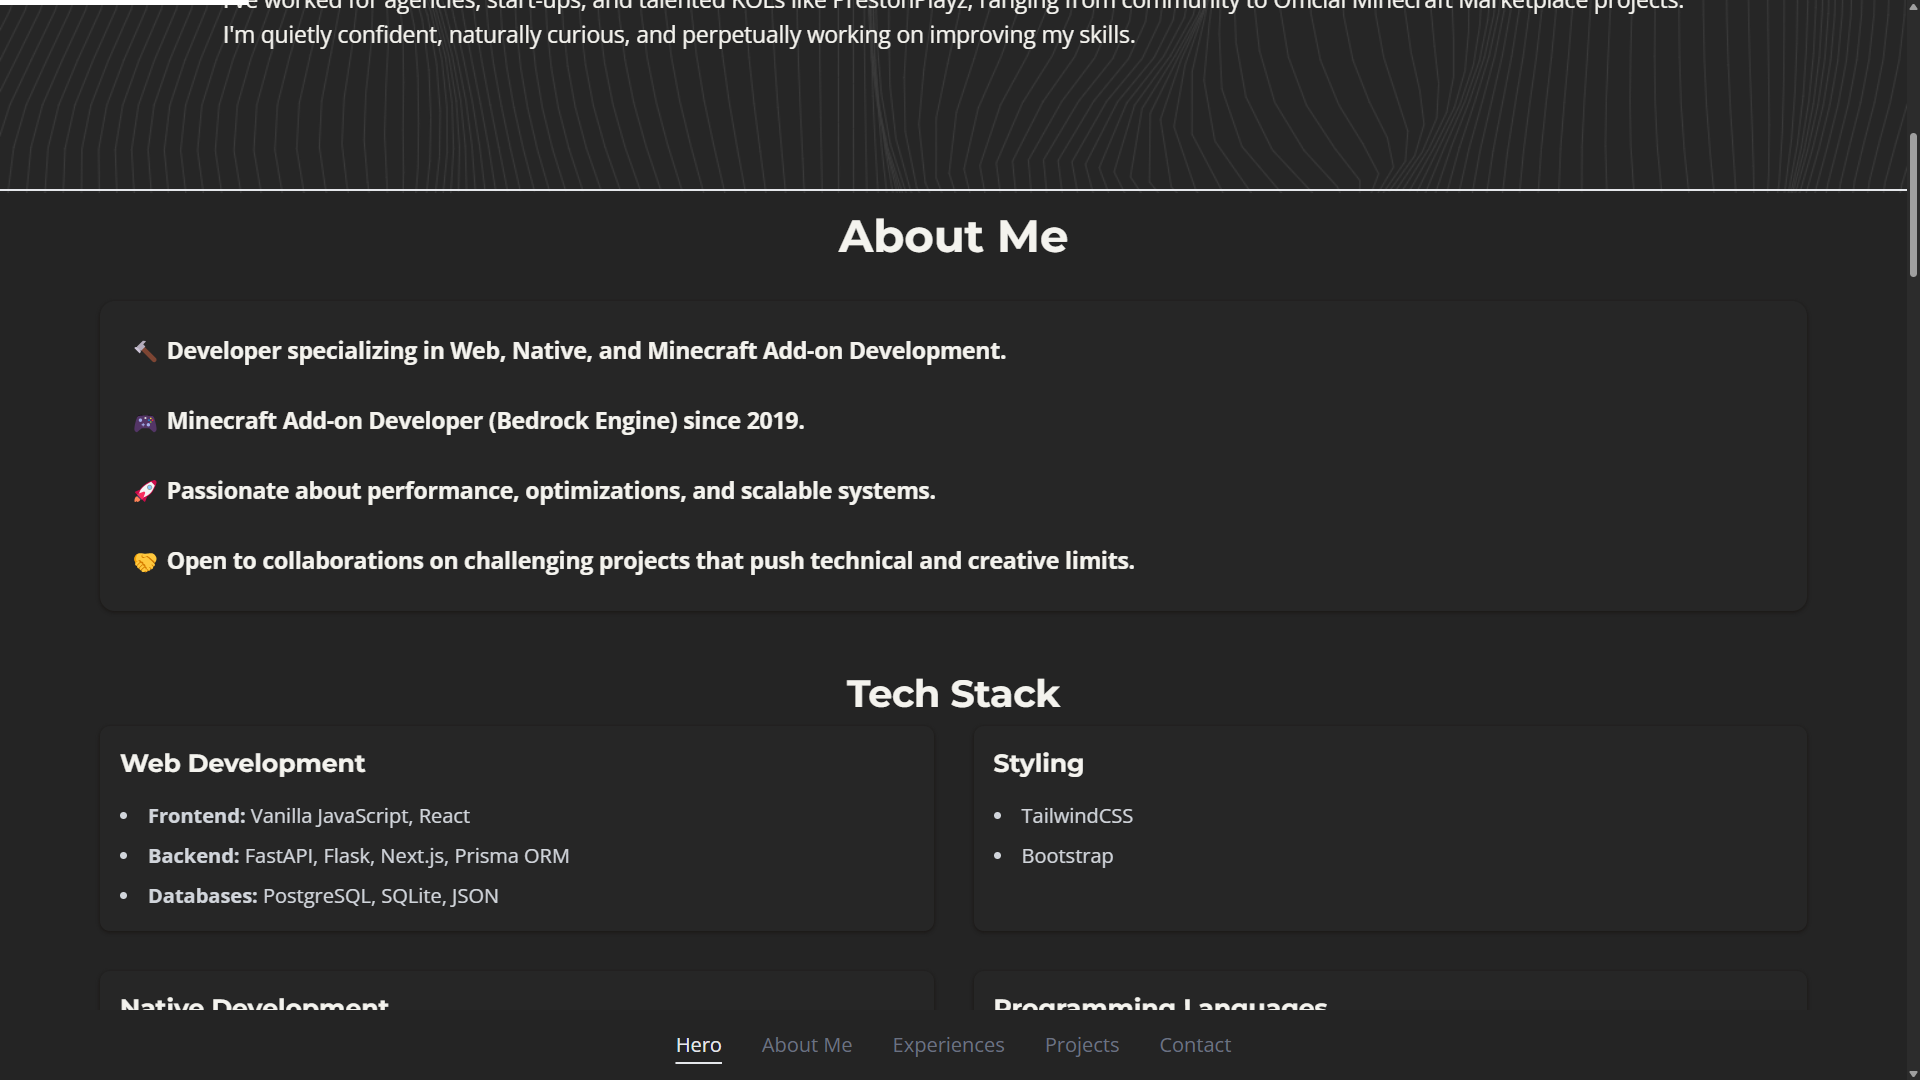 I've worked for agencies, start-ups, and talented KOLs like PrestonPlayz, ranging from community to Official Minecraft Marketplace projects.
I'm quietly confident, naturally curious, and perpetually working on improving my skills.
About Me
🔨 Developer specializing in Web, Native, and Minecraft Add-on Development.
🎮 Minecraft Add-on Developer (Bedrock Engine) since 2019.
🚀 Passionate about performance, optimizations, and scalable systems.
🤝 Open to collaborations on challenging projects that push technical and creative limits.
Tech Stack
Web Development
• Frontend: Vanilla JavaScript, React
• Backend: FastAPI, Flask, Next.js, Prisma ORM
• Databases: PostgreSQL, SQLite, JSON
Styling
• TailwindCSS
• Bootstrap
Native Development
Programming Languages
Hero About Me Experiences Projects Contact